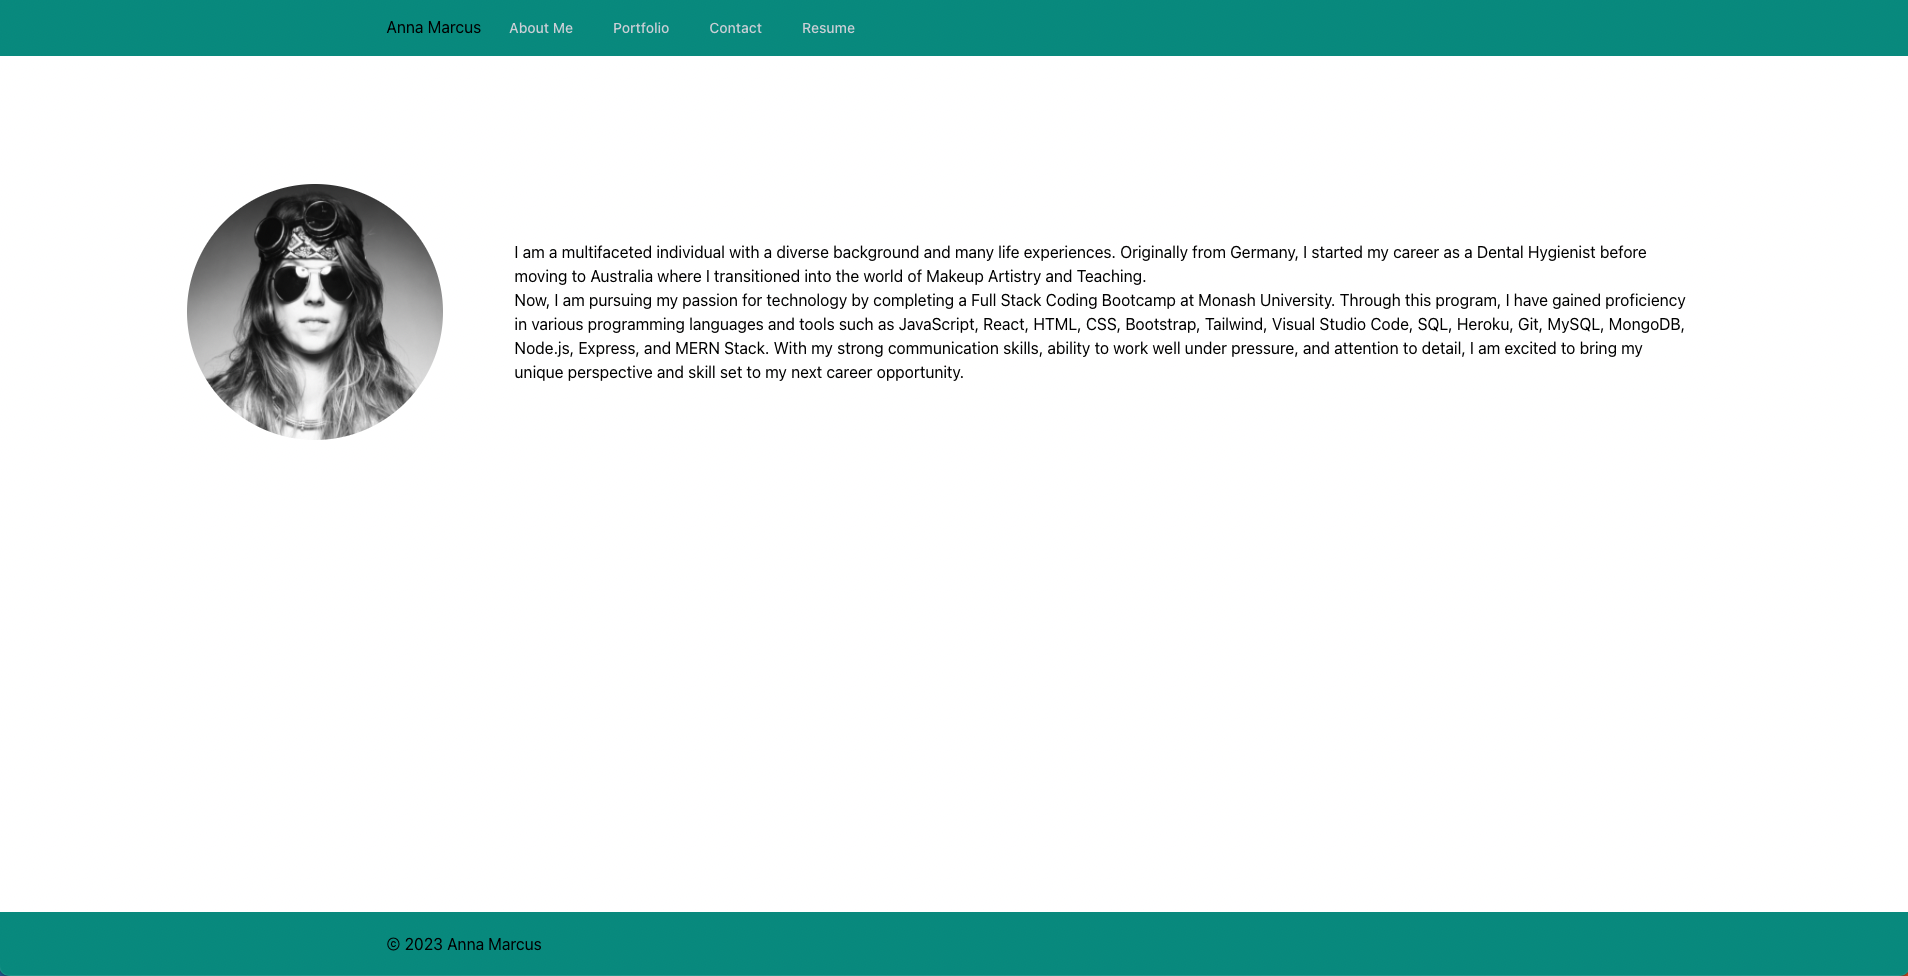 Anna Marcus About Me Portfolio Contact Resume
I am a multifaceted individual with a diverse background and many life experiences. Originally from Germany, I started my career as a Dental Hygienist before
moving to Australia where I transitioned into the world of Makeup Artistry and Teaching.
Now, I am pursuing my passion for technology by completing a Full Stack Coding Bootcamp at Monash University. Through this program, I have gained proficiency
in various programming languages and tools such as JavaScript, React, HTML, CSS, Bootstrap, Tailwind, Visual Studio Code, SQL, Heroku, Git, MySQL, MongoDB,
Node.js, Express, and MERN Stack. With my strong communication skills, ability to work well under pressure, and attention to detail, I am excited to bring my
unique perspective and skill set to my next career opportunity.
© 2023 Anna Marcus